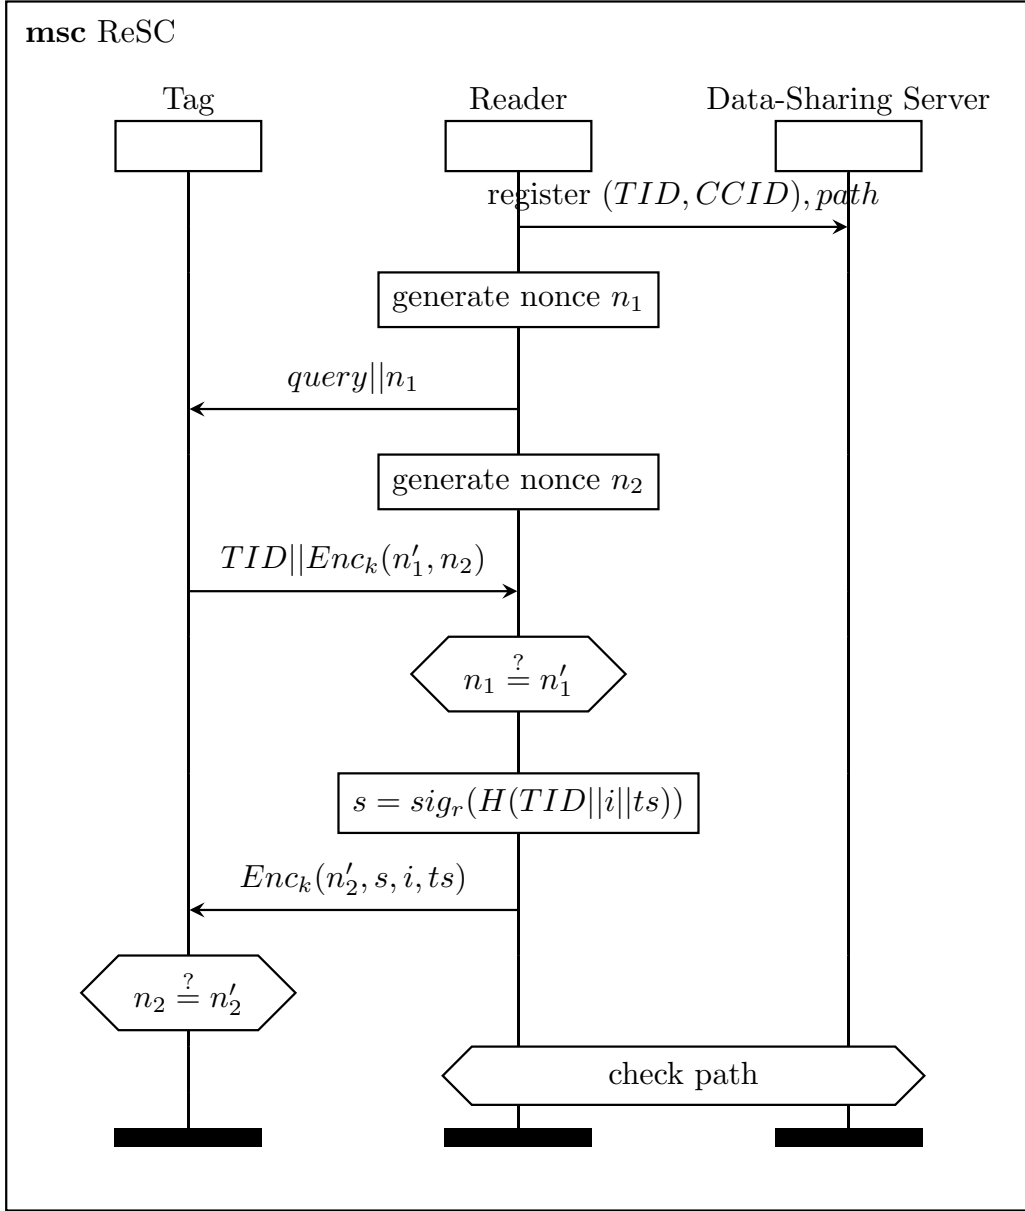 msc ReSC
Tag
Reader
Data-Sharing Server
register (TID, CCID), path
generate nonce n₁
query||n₁
generate nonce n₂
TID||Encₖ(n′₁, n₂)
n₁ ≟ n′₁
s = sigᵣ(H(TID||i||ts))
Encₖ(n′₂, s, i, ts)
n₂ ≟ n′₂
check path